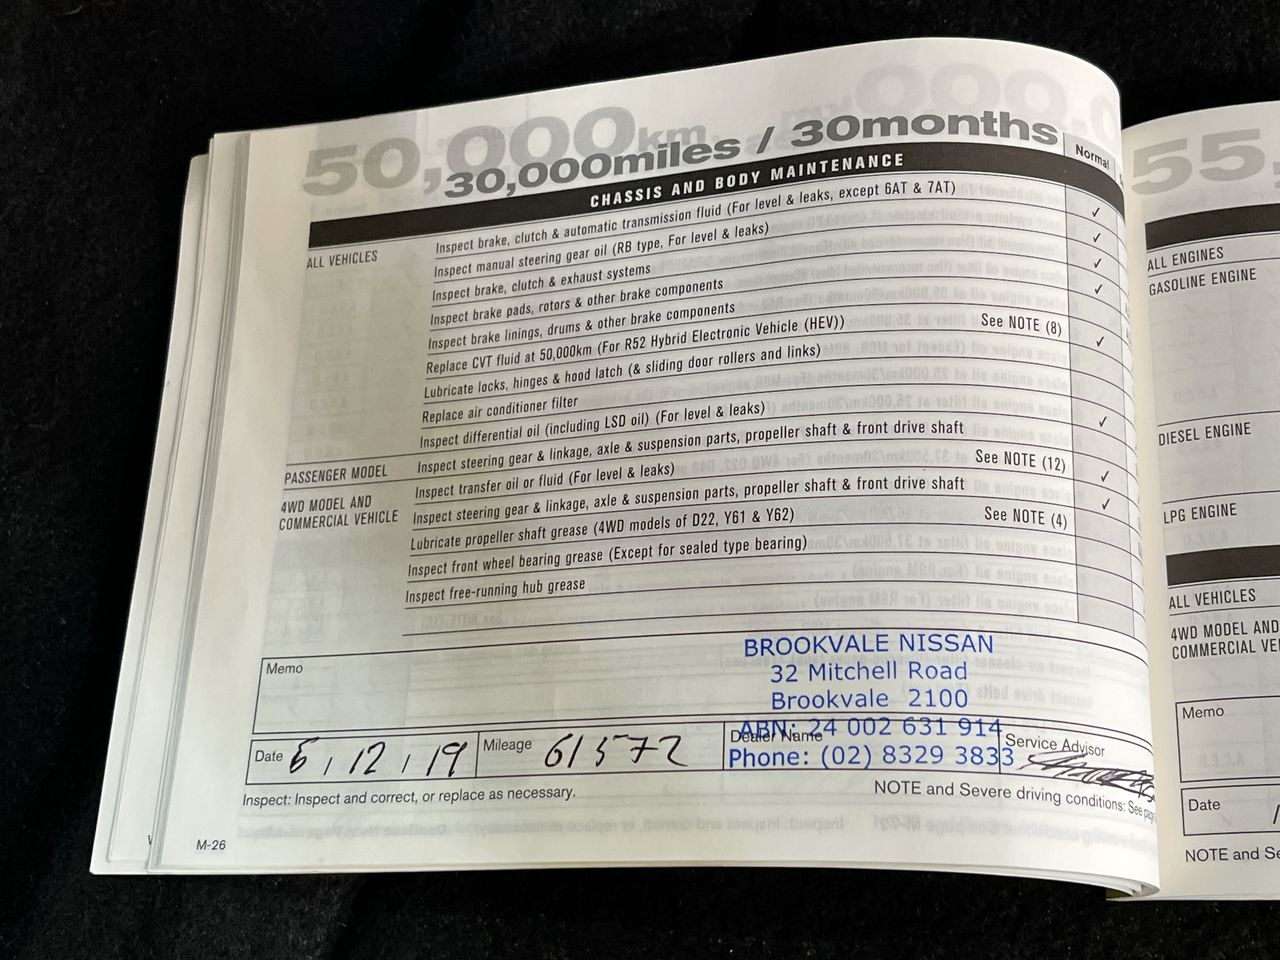 50,000km
30,000miles / 30months
CHASSIS AND BODY MAINTENANCE
Normal
ALL VEHICLES
Inspect brake, clutch & automatic transmission fluid (For level & leaks, except 6AT & 7AT) ✓
Inspect manual steering gear oil (RB type, For level & leaks) ✓
Inspect brake, clutch & exhaust systems ✓
Inspect brake pads, rotors & other brake components ✓
Inspect brake linings, drums & other brake components
Replace CVT fluid at 50,000km (For R52 Hybrid Electronic Vehicle (HEV)) See NOTE (8)
Lubricate locks, hinges & hood latch (& sliding door rollers and links) ✓
Replace air conditioner filter
Inspect differential oil (including LSD oil) (For level & leaks)
PASSENGER MODEL
Inspect steering gear & linkage, axle & suspension parts, propeller shaft & front drive shaft ✓
4WD MODEL AND
COMMERCIAL VEHICLE
Inspect transfer oil or fluid (For level & leaks) See NOTE (12)
Inspect steering gear & linkage, axle & suspension parts, propeller shaft & front drive shaft ✓
Lubricate propeller shaft grease (4WD models of D22, Y61 & Y62) See NOTE (4) ✓
Inspect front wheel bearing grease (Except for sealed type bearing)
Inspect free-running hub grease
Memo
BROOKVALE NISSAN
32 Mitchell Road
Brookvale 2100
ABN: 24 002 631 914
Phone: (02) 8329 3833
Date 6, 12, 19
Mileage 61572
Dealer Name
Service Advisor
Inspect: Inspect and correct, or replace as necessary.
NOTE and Severe driving conditions: See page
M-26
55,
ALL ENGINES
GASOLINE ENGINE
DIESEL ENGINE
LPG ENGINE
ALL VEHICLES
4WD MODEL AND
COMMERCIAL VE
Memo
Date
NOTE and Se